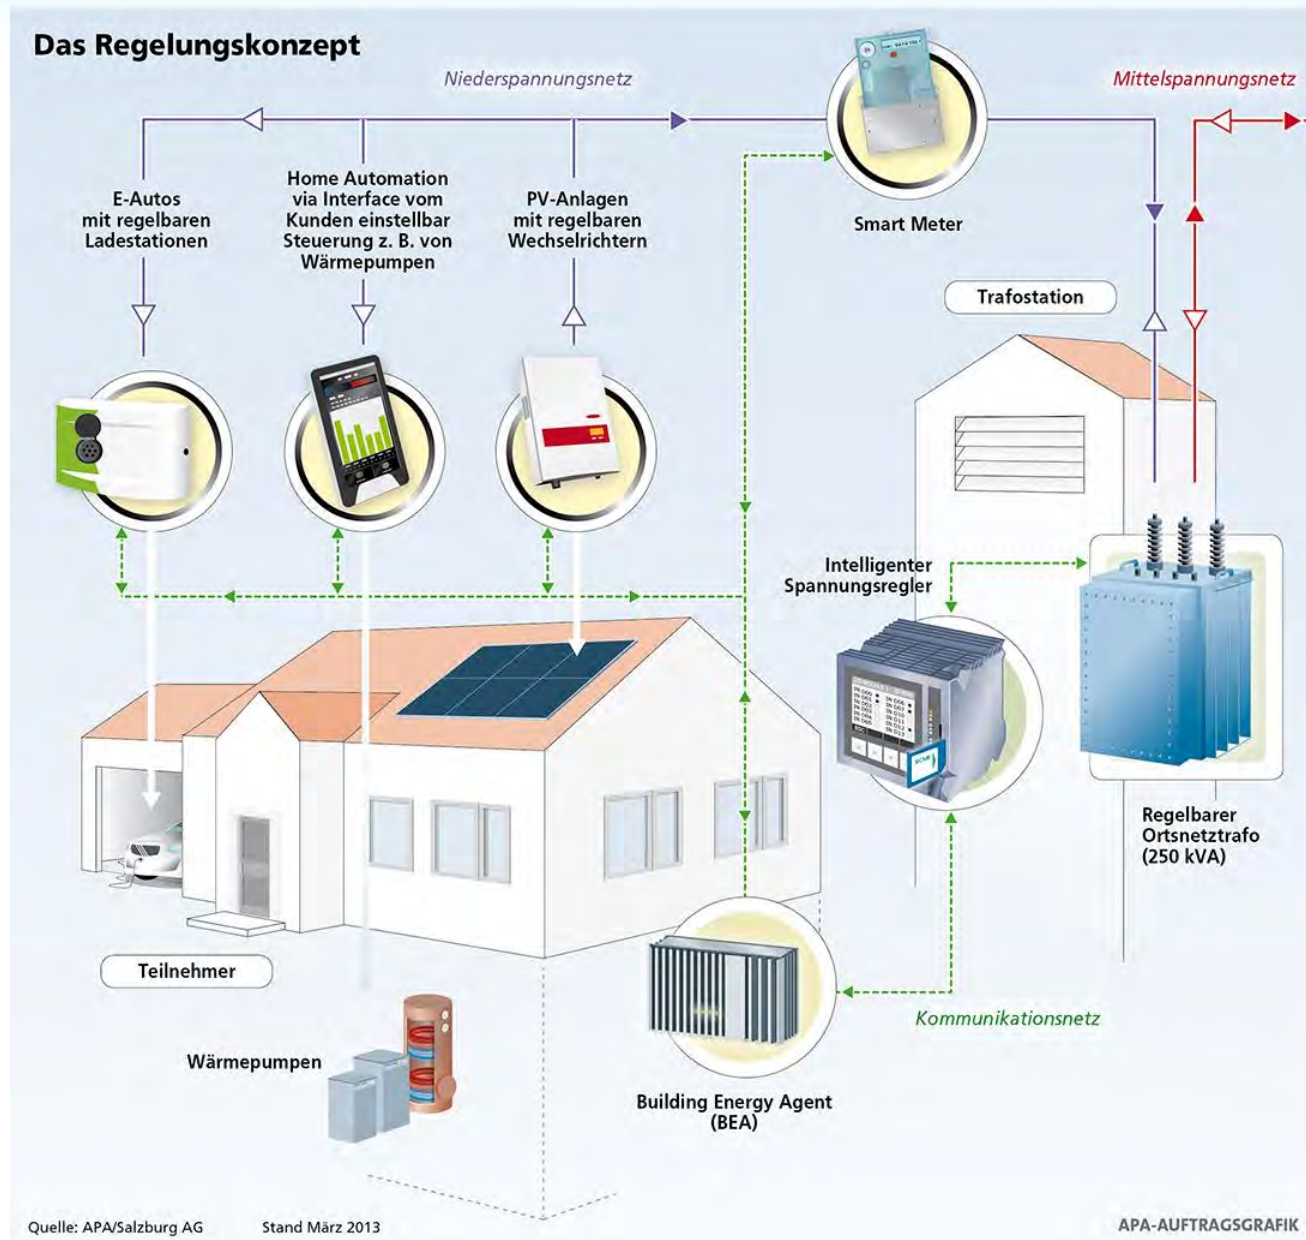 Das Regelungskonzept
Niederspannungsnetz
Mittelspannungsnetz
E-Autos
mit regelbaren
Ladestationen
Home Automation
via Interface vom
Kunden einstellbar
Steuerung z. B. von
Wärmepumpen
PV-Anlagen
mit regelbaren
Wechselrichtern
Smart Meter
Trafostation
Intelligenter
Spannungsregler
Regelbarer
Ortsnetztrafo
(250 kVA)
Teilnehmer
Wärmepumpen
Kommunikationsnetz
Building Energy Agent
(BEA)
Quelle: APA/Salzburg AG
Stand März 2013
APA-AUFTRAGSGRAFIK